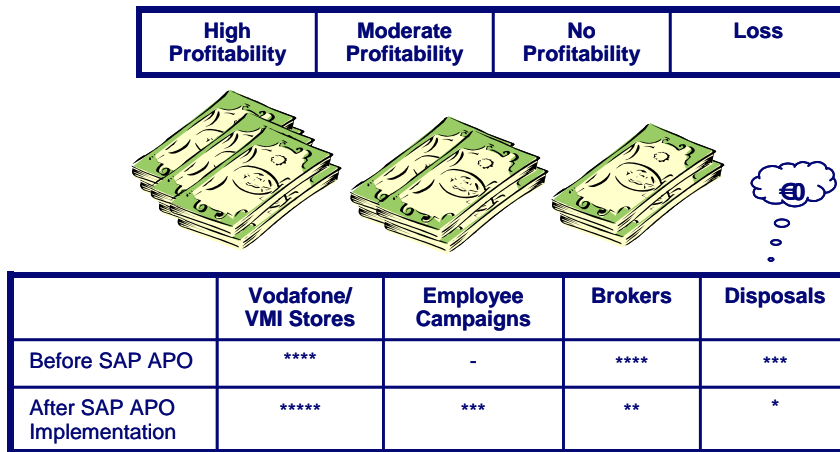 High Profitability
Moderate Profitability
No Profitability
Loss
€0
Vodafone/ VMI Stores
Employee Campaigns
Brokers
Disposals
Before SAP APO
****
-
****
***
After SAP APO Implementation
*****
***
**
*